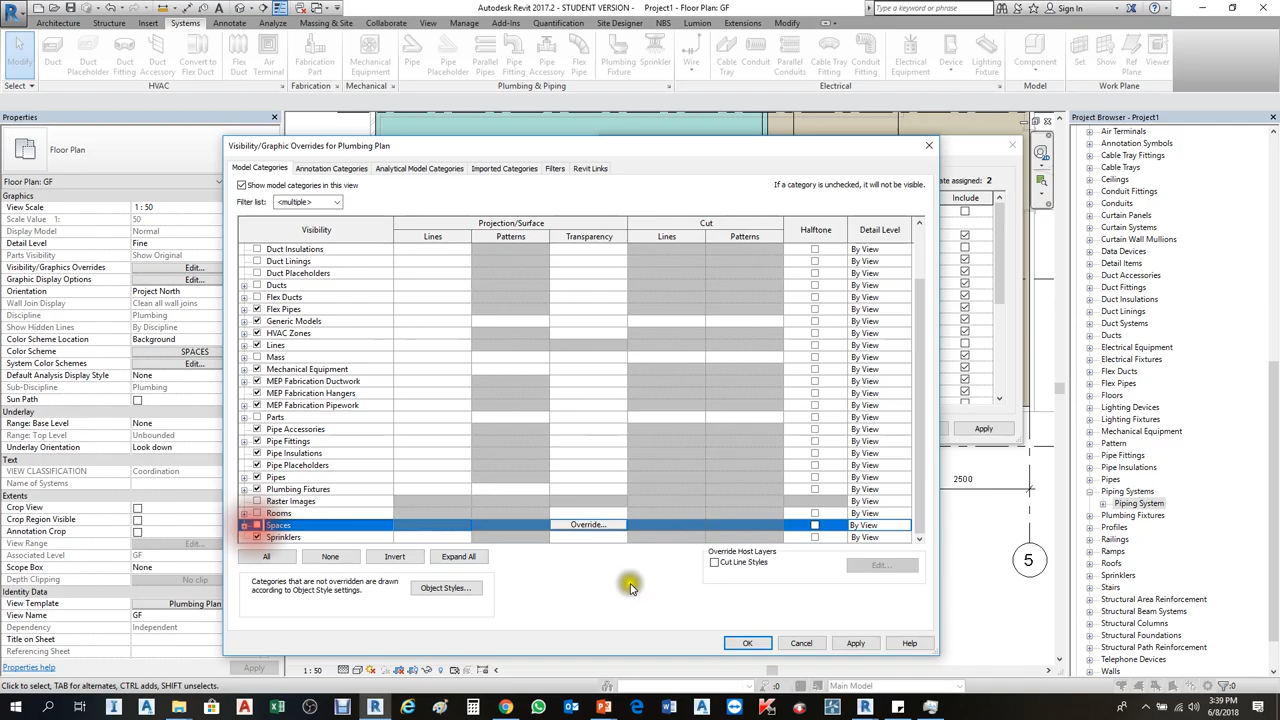 Autodesk Revit 2017.2 - STUDENT VERSION - Project1 - Floor Plan: GF
Type a keyword or phrase
Sign In
Architecture Structure Insert Systems Annotate Analyze Massing & Site Collaborate View Manage Add-Ins Quantification Site Designer NBS Lumion Extensions Modify
Modify
Duct
Duct Placeholder
Duct Fitting
Duct Accessory
Convert to Flex Duct
Flex Duct
Air Terminal
Fabrication Part
Mechanical Equipment
Pipe
Pipe Placeholder
Parallel Pipes
Pipe Fitting
Pipe Accessory
Flex Pipe
Plumbing Fixture
Sprinkler
Wire
Cable Tray
Conduit
Parallel Conduits
Cable Tray Fitting
Conduit Fitting
Electrical Equipment
Device
Lighting Fixture
Component
Set
Show
Ref Plane
Viewer
Select HVAC Fabrication Mechanical Plumbing & Piping Electrical Model Work Plane
Properties
Floor Plan
Floor Plan: GF
Graphics
View Scale 1 : 50
Scale Value 1: 50
Display Model Normal
Detail Level Fine
Parts Visibility Show Original
Visibility/Graphics Overrides Edit...
Graphic Display Options Edit...
Orientation Project North
Wall Join Display Clean all wall joins
Discipline Plumbing
Show Hidden Lines By Discipline
Color Scheme Location Background
Color Scheme SPACES
System Color Schemes Edit...
Default Analysis Display Style None
Sub-Discipline Plumbing
Sun Path
Underlay
Range: Base Level None
Range: Top Level Unbounded
Underlay Orientation Look down
Text
VIEW CLASSIFICATION Coordination
Name of Systems
Extents
Crop View
Crop Region Visible
Annotation Crop
View Range Edit...
Associated Level GF
Scope Box None
Depth Clipping No clip
Identity Data
View Template Plumbing Plan
View Name GF
Dependency Independent
Title on Sheet
Referencing Sheet
Properties help
Apply
Visibility/Graphic Overrides for Plumbing Plan
Model Categories Annotation Categories Analytical Model Categories Imported Categories Filters Revit Links
Show model categories in this view
If a category is unchecked, it will not be visible.
Filter list: <multiple>
Visibility Projection/Surface Cut Halftone Detail Level
Lines Patterns Transparency Lines Patterns
Duct Insulations By View
Duct Linings By View
Duct Placeholders By View
Ducts By View
Flex Ducts By View
Flex Pipes By View
Generic Models By View
HVAC Zones By View
Lines By View
Mass By View
Mechanical Equipment By View
MEP Fabrication Ductwork By View
MEP Fabrication Hangers By View
MEP Fabrication Pipework By View
Parts By View
Pipe Accessories By View
Pipe Fittings By View
Pipe Insulations By View
Pipe Placeholders By View
Pipes By View
Plumbing Fixtures By View
Raster Images By View
Rooms By View
Spaces Override... By View
Sprinklers By View
All None Invert Expand All
Categories that are not overridden are drawn according to Object Style settings.
Object Styles...
Override Host Layers
Cut Line Styles
Edit...
OK Cancel Apply Help
ate assigned: 2
Include
Apply
2500
5
Project Browser - Project1
Air Terminals
Annotation Symbols
Cable Tray Fittings
Cable Trays
Ceilings
Conduit Fittings
Conduits
Curtain Panels
Curtain Systems
Curtain Wall Mullions
Data Devices
Detail Items
Duct Accessories
Duct Fittings
Duct Linings
Duct Systems
Ducts
Electrical Equipment
Electrical Fixtures
Flex Ducts
Flex Pipes
Floors
Lighting Devices
Lighting Fixtures
Mechanical Equipment
Pattern
Pipe Fittings
Pipe Insulations
Pipes
Piping Systems
Piping System
Plumbing Fixtures
Profiles
Railings
Ramps
Roofs
Sprinklers
Stairs
Structural Area Reinforcement
Structural Beam Systems
Structural Columns
Structural Foundations
Structural Path Reinforcement
Telephone Devices
Walls
1 : 50
Click to select, TAB for alternates, CTRL adds, SHIFT unselects.
:0
Main Model
:0
3:39 PM
6/8/2018